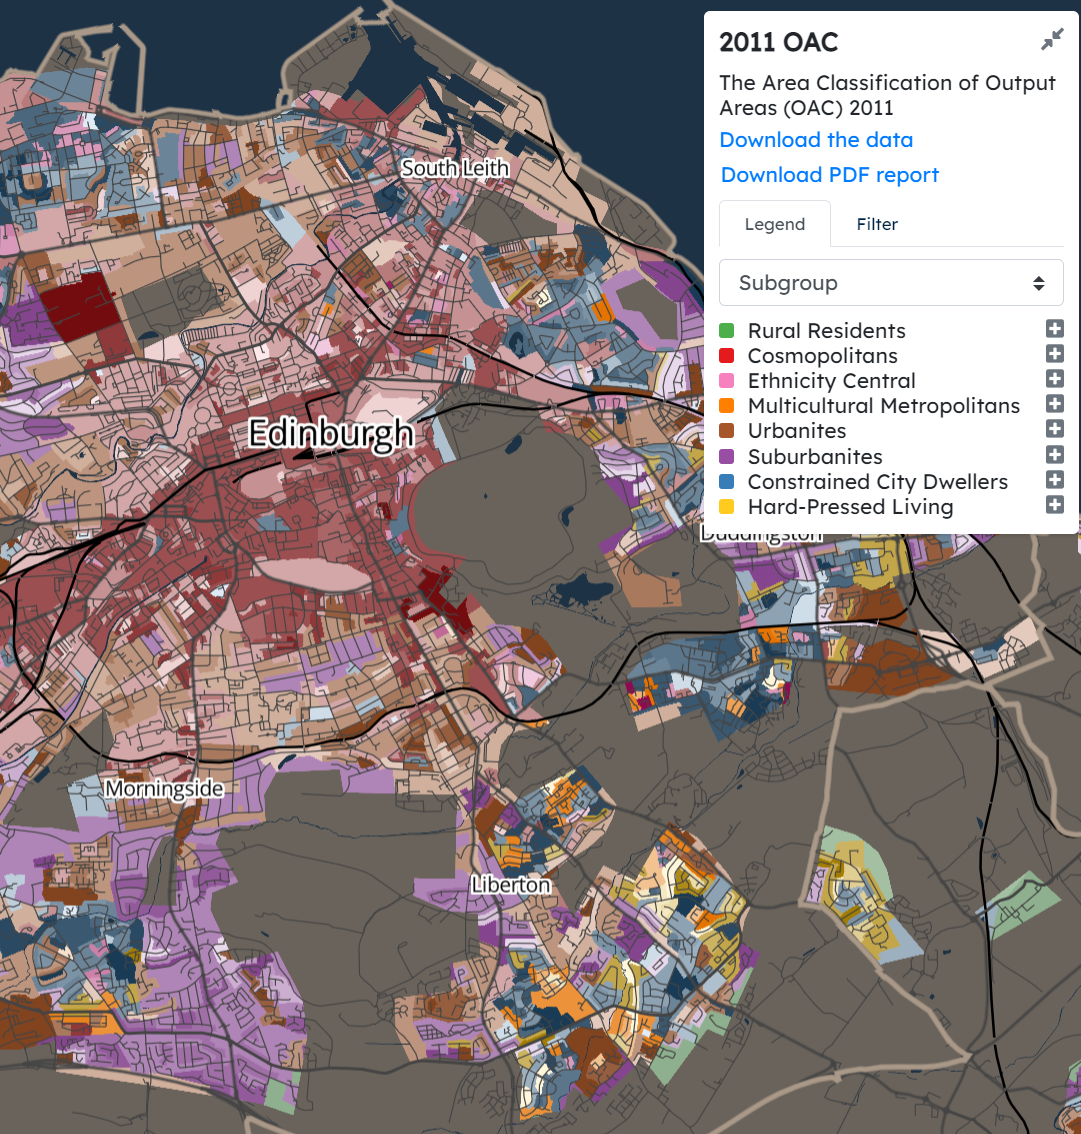 2011 OAC
The Area Classification of Output
Areas (OAC) 2011
Download the data
Download PDF report
Legend
Filter
Subgroup
Rural Residents
Cosmopolitans
Ethnicity Central
Multicultural Metropolitans
Urbanites
Suburbanites
Constrained City Dwellers
Hard-Pressed Living
South Leith
Edinburgh
Duddingston
Morningside
Liberton